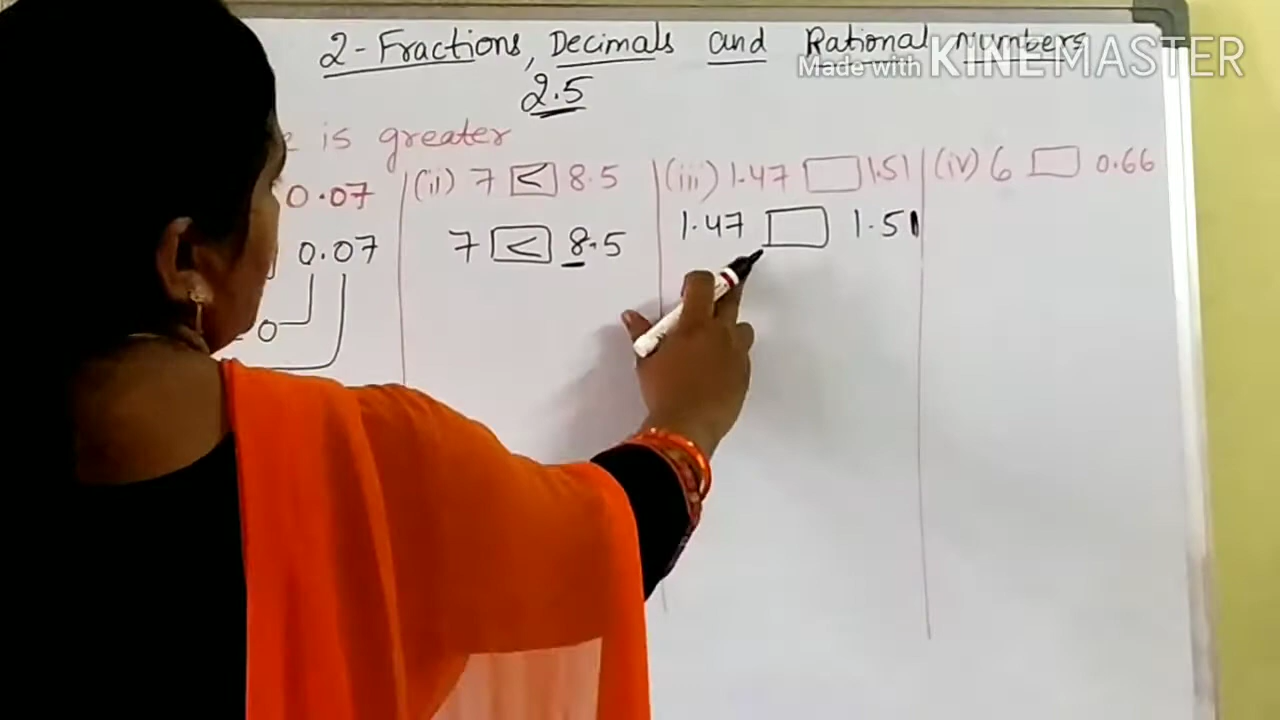 2-Fractions, Decimals and Rational Numbers
Made with KINEMASTER
2.5
is greater
0.07 (ii) 7 < 8.5 (iii) 1.47 1.51 (iv) 6 0.66
0.07 7 < 8.5 1.47 1.51
0